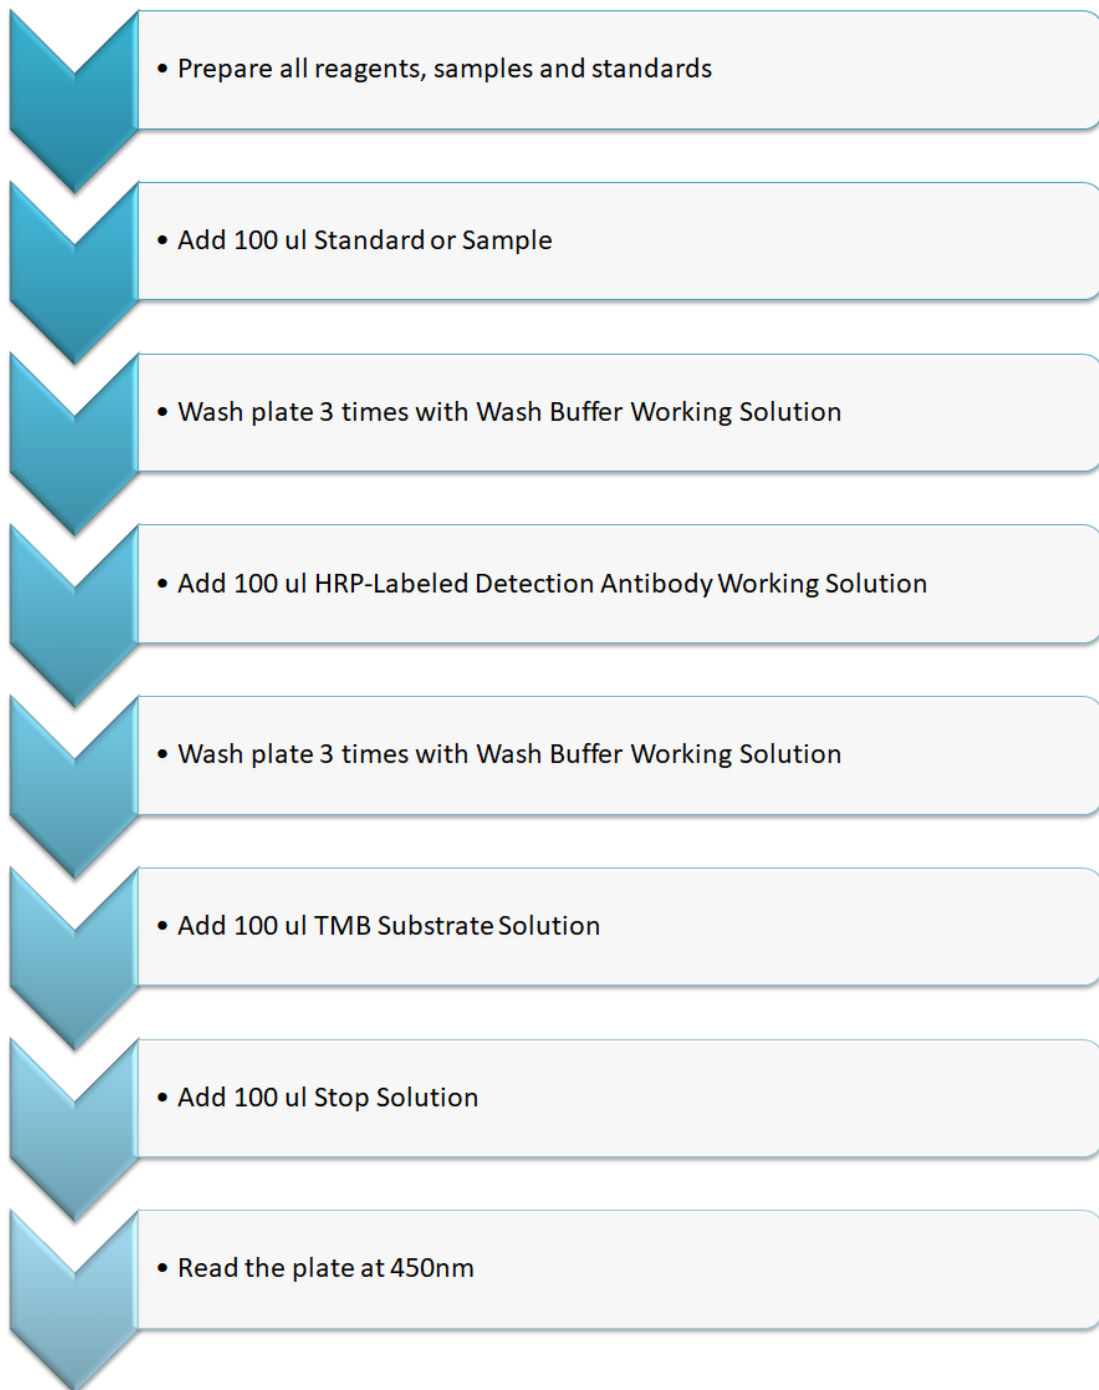 • Prepare all reagents, samples and standards
• Add 100 ul Standard or Sample
• Wash plate 3 times with Wash Buffer Working Solution
• Add 100 ul HRP-Labeled Detection Antibody Working Solution
• Wash plate 3 times with Wash Buffer Working Solution
• Add 100 ul TMB Substrate Solution
• Add 100 ul Stop Solution
• Read the plate at 450nm